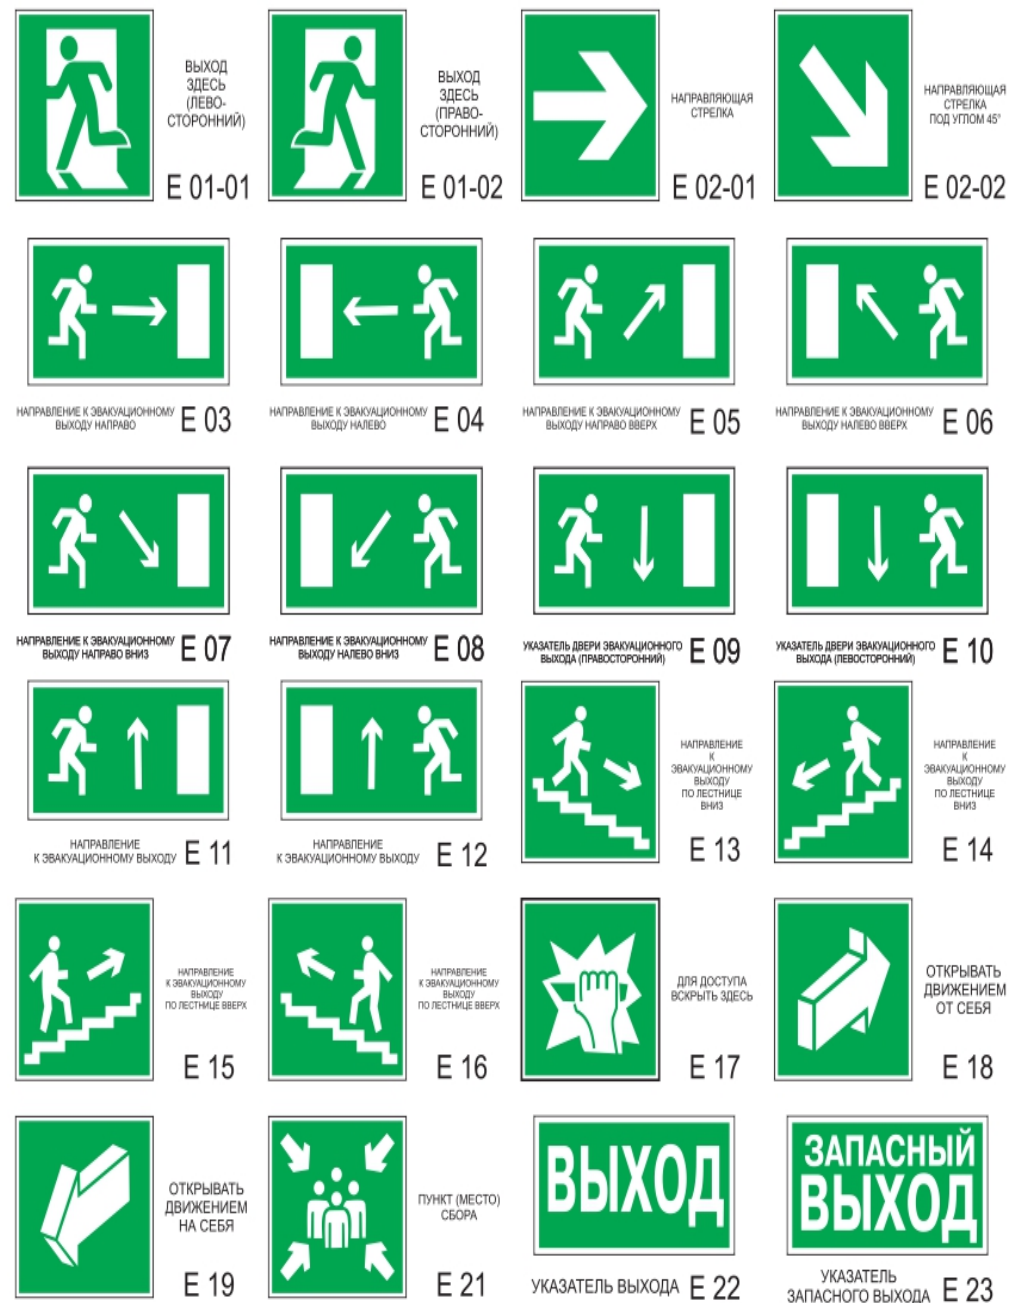 ВЫХОД
ЗДЕСЬ
(ЛЕВО-
СТОРОННИЙ)
E 01-01
ВЫХОД
ЗДЕСЬ
(ПРАВО-
СТОРОННИЙ)
E 01-02
НАПРАВЛЯЮЩАЯ
СТРЕЛКА
E 02-01
НАПРАВЛЯЮЩАЯ
СТРЕЛКА
ПОД УГЛОМ 45°
E 02-02
НАПРАВЛЕНИЕ К ЭВАКУАЦИОННОМУ
ВЫХОДУ НАПРАВО
E 03
НАПРАВЛЕНИЕ К ЭВАКУАЦИОННОМУ
ВЫХОДУ НАЛЕВО
E 04
НАПРАВЛЕНИЕ К ЭВАКУАЦИОННОМУ
ВЫХОДУ НАПРАВО ВВЕРХ
E 05
НАПРАВЛЕНИЕ К ЭВАКУАЦИОННОМУ
ВЫХОДУ НАЛЕВО ВВЕРХ
E 06
НАПРАВЛЕНИЕ К ЭВАКУАЦИОННОМУ
ВЫХОДУ НАПРАВО ВНИЗ
E 07
НАПРАВЛЕНИЕ К ЭВАКУАЦИОННОМУ
ВЫХОДУ НАЛЕВО ВНИЗ
E 08
УКАЗАТЕЛЬ ДВЕРИ ЭВАКУАЦИОННОГО
ВЫХОДА (ПРАВОСТОРОННИЙ)
E 09
УКАЗАТЕЛЬ ДВЕРИ ЭВАКУАЦИОННОГО
ВЫХОДА (ЛЕВОСТОРОННИЙ)
E 10
НАПРАВЛЕНИЕ
К ЭВАКУАЦИОННОМУ ВЫХОДУ
E 11
НАПРАВЛЕНИЕ
К ЭВАКУАЦИОННОМУ ВЫХОДУ
E 12
НАПРАВЛЕНИЕ
К
ЭВАКУАЦИОННОМУ
ВЫХОДУ
ПО ЛЕСТНИЦЕ
ВНИЗ
E 13
НАПРАВЛЕНИЕ
К
ЭВАКУАЦИОННОМУ
ВЫХОДУ
ПО ЛЕСТНИЦЕ
ВНИЗ
E 14
НАПРАВЛЕНИЕ
К ЭВАКУАЦИОННОМУ
ВЫХОДУ
ПО ЛЕСТНИЦЕ ВВЕРХ
E 15
НАПРАВЛЕНИЕ
К ЭВАКУАЦИОННОМУ
ВЫХОДУ
ПО ЛЕСТНИЦЕ ВВЕРХ
E 16
ДЛЯ ДОСТУПА
ВСКРЫТЬ ЗДЕСЬ
E 17
ОТКРЫВАТЬ
ДВИЖЕНИЕМ
ОТ СЕБЯ
E 18
ОТКРЫВАТЬ
ДВИЖЕНИЕМ
НА СЕБЯ
E 19
ПУНКТ (МЕСТО)
СБОРА
E 21
ВЫХОД
УКАЗАТЕЛЬ ВЫХОДА
E 22
ЗАПАСНЫЙ
ВЫХОД
УКАЗАТЕЛЬ
ЗАПАСНОГО ВЫХОДА
E 23